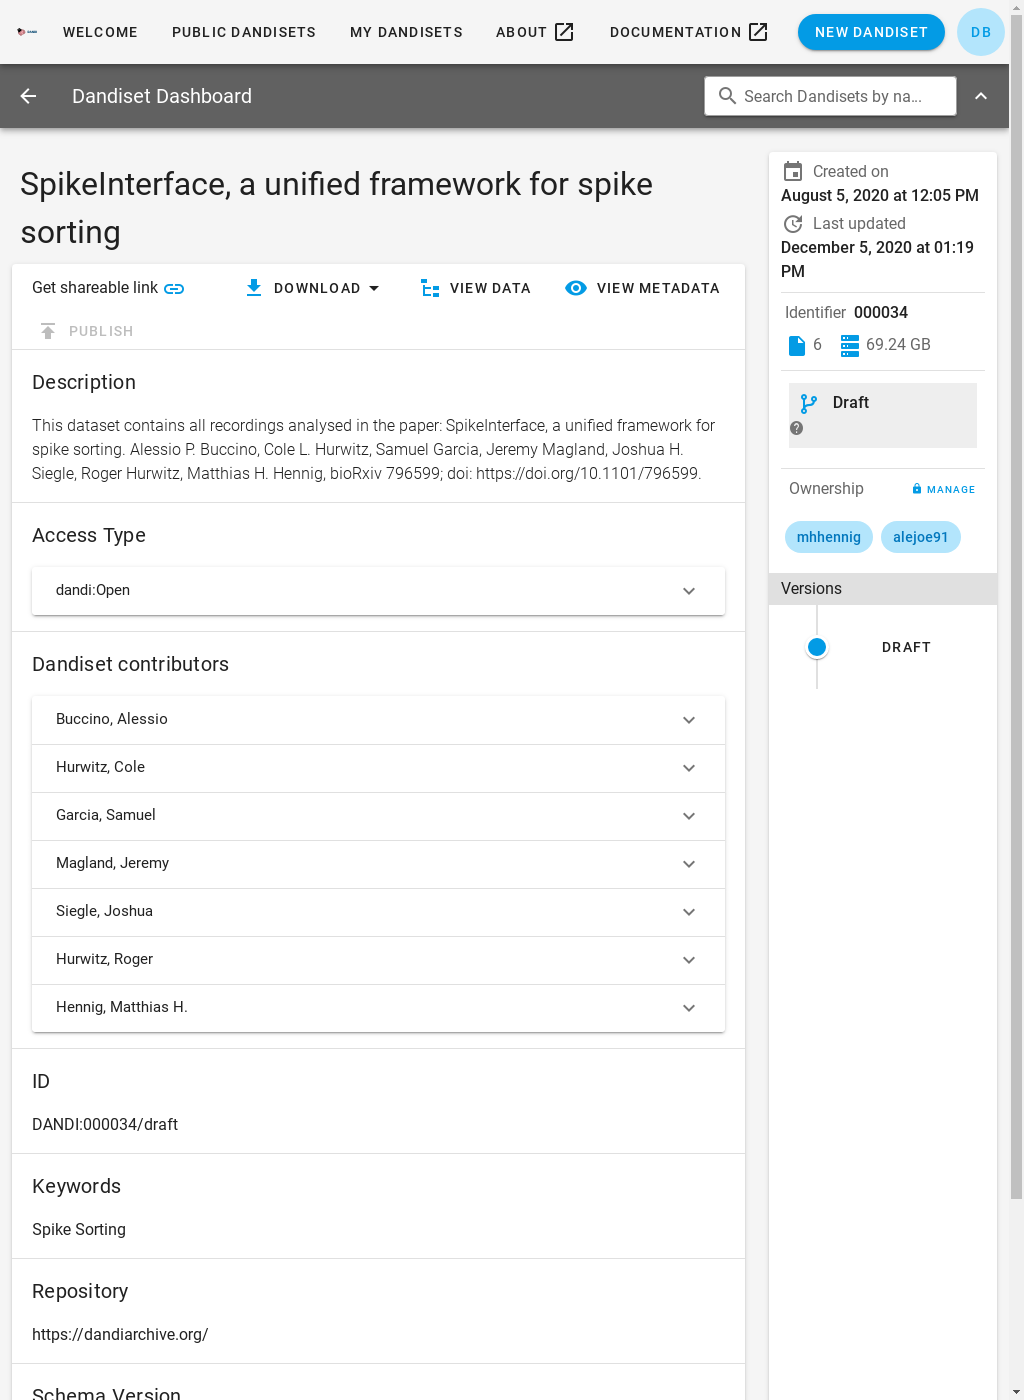 WELCOME PUBLIC DANDISETS MY DANDISETS ABOUT DOCUMENTATION NEW DANDISET DB
Dandiset Dashboard Search Dandisets by na...
SpikeInterface, a unified framework for spike
sorting
Get shareable link DOWNLOAD VIEW DATA VIEW METADATA
PUBLISH
Description
This dataset contains all recordings analysed in the paper: SpikeInterface, a unified framework for
spike sorting. Alessio P. Buccino, Cole L. Hurwitz, Samuel Garcia, Jeremy Magland, Joshua H.
Siegle, Roger Hurwitz, Matthias H. Hennig, bioRxiv 796599; doi: https://doi.org/10.1101/796599.
Access Type
dandi:Open
Dandiset contributors
Buccino, Alessio
Hurwitz, Cole
Garcia, Samuel
Magland, Jeremy
Siegle, Joshua
Hurwitz, Roger
Hennig, Matthias H.
ID
DANDI:000034/draft
Keywords
Spike Sorting
Repository
https://dandiarchive.org/
Schema Version
Created on
August 5, 2020 at 12:05 PM
Last updated
December 5, 2020 at 01:19
PM
Identifier 000034
6 69.24 GB
Draft
Ownership MANAGE
mhhennig alejoe91
Versions
DRAFT